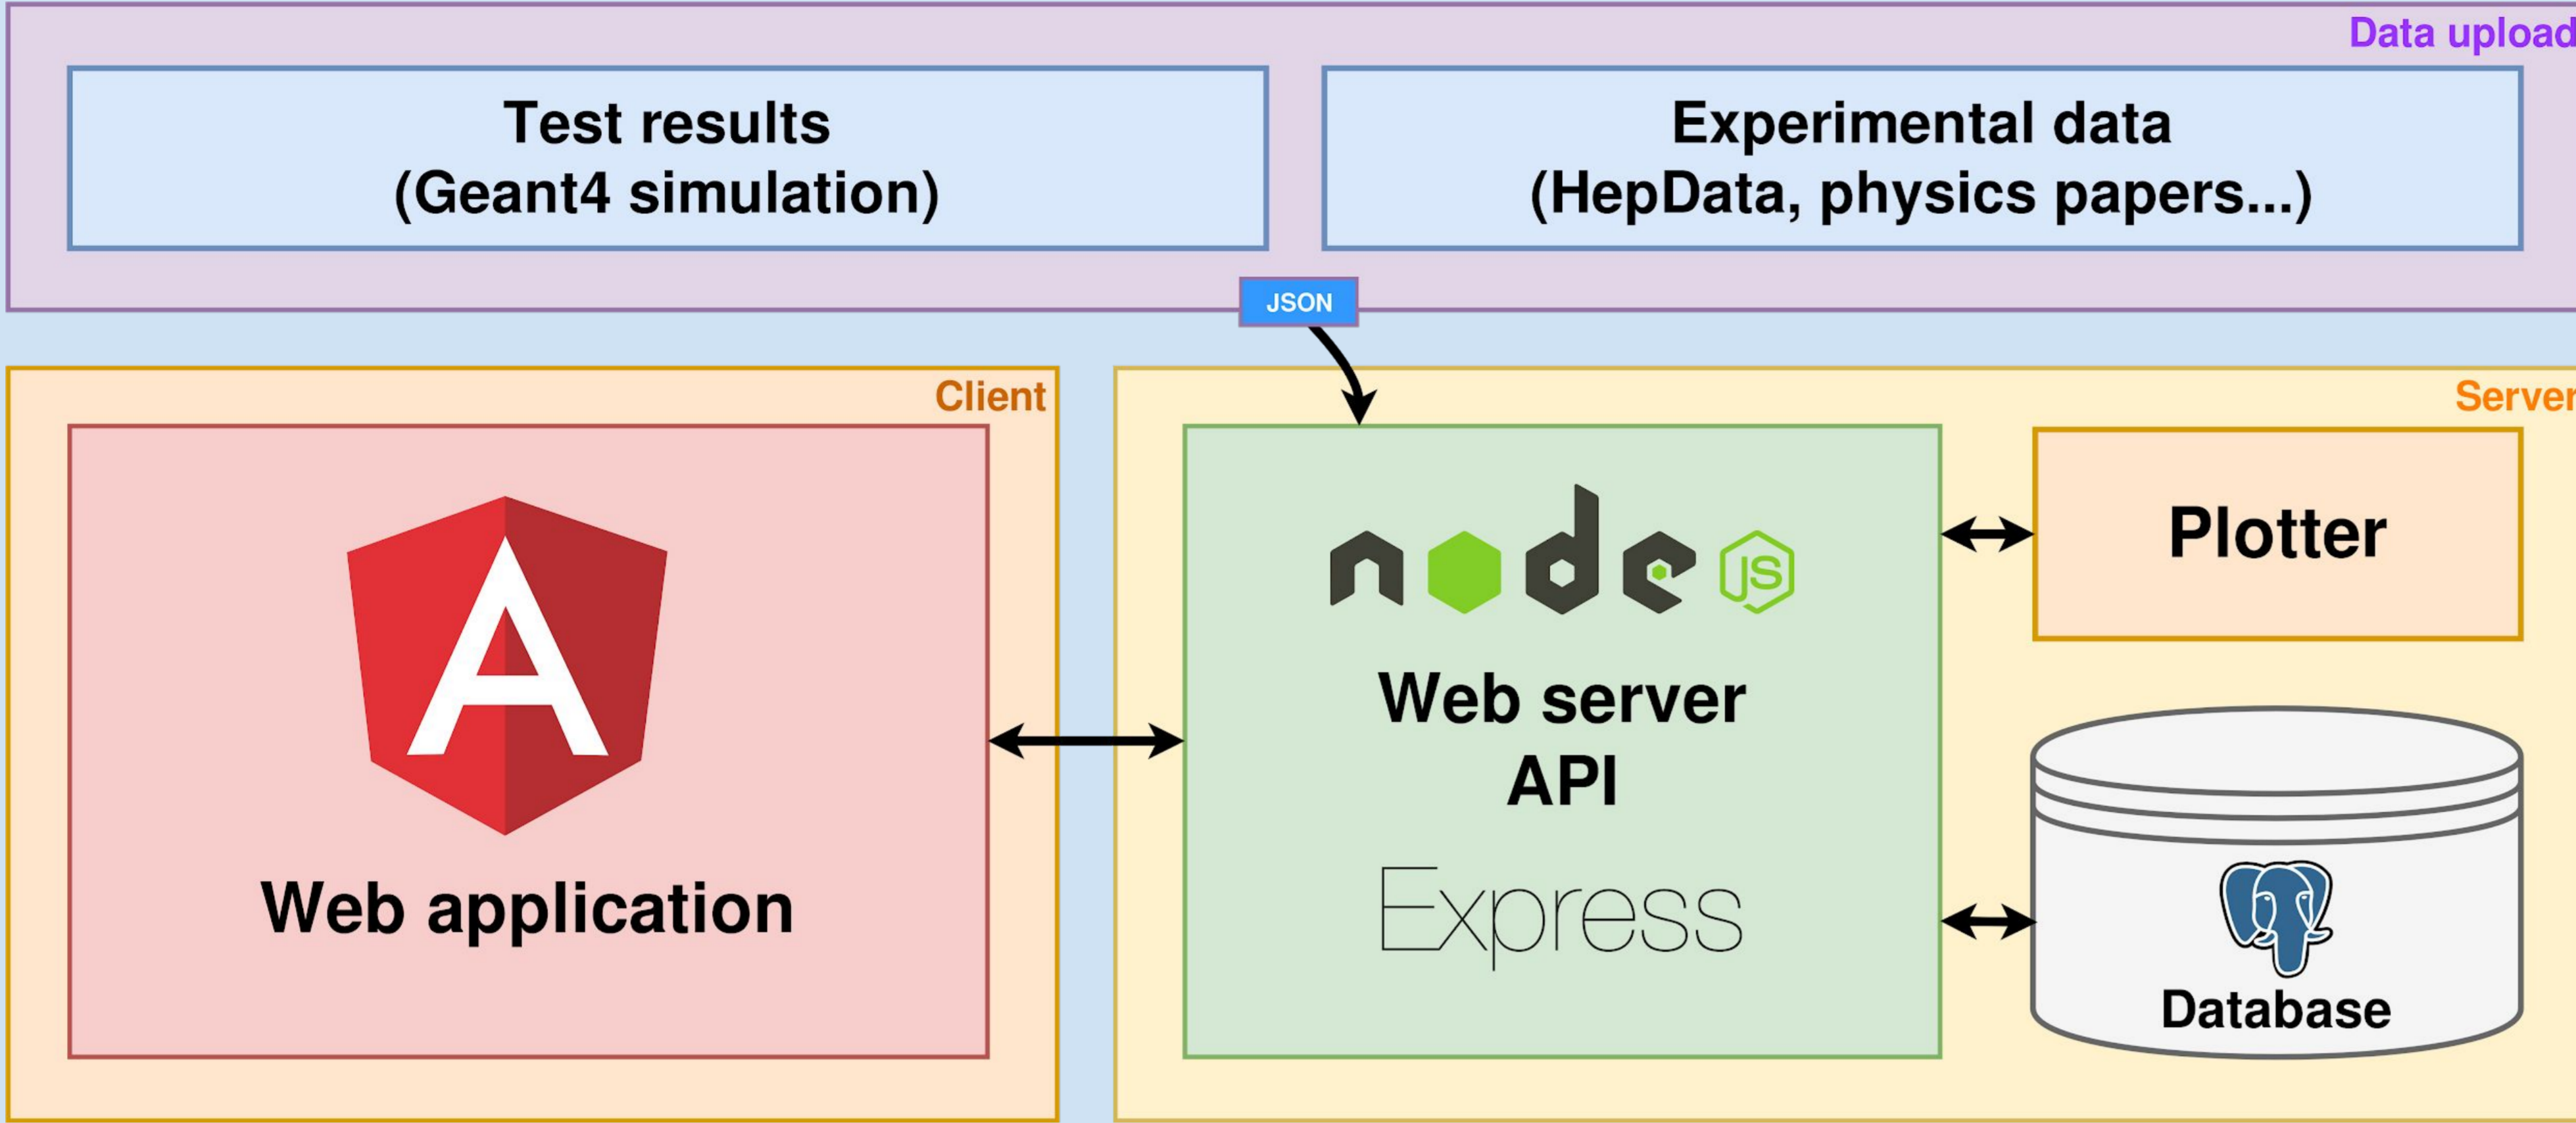 Data upload
Test results
(Geant4 simulation)
Experimental data
(HepData, physics papers...)
JSON
Client
Server
A
Web application
node
JS
Web server
API
Express
Plotter
Database